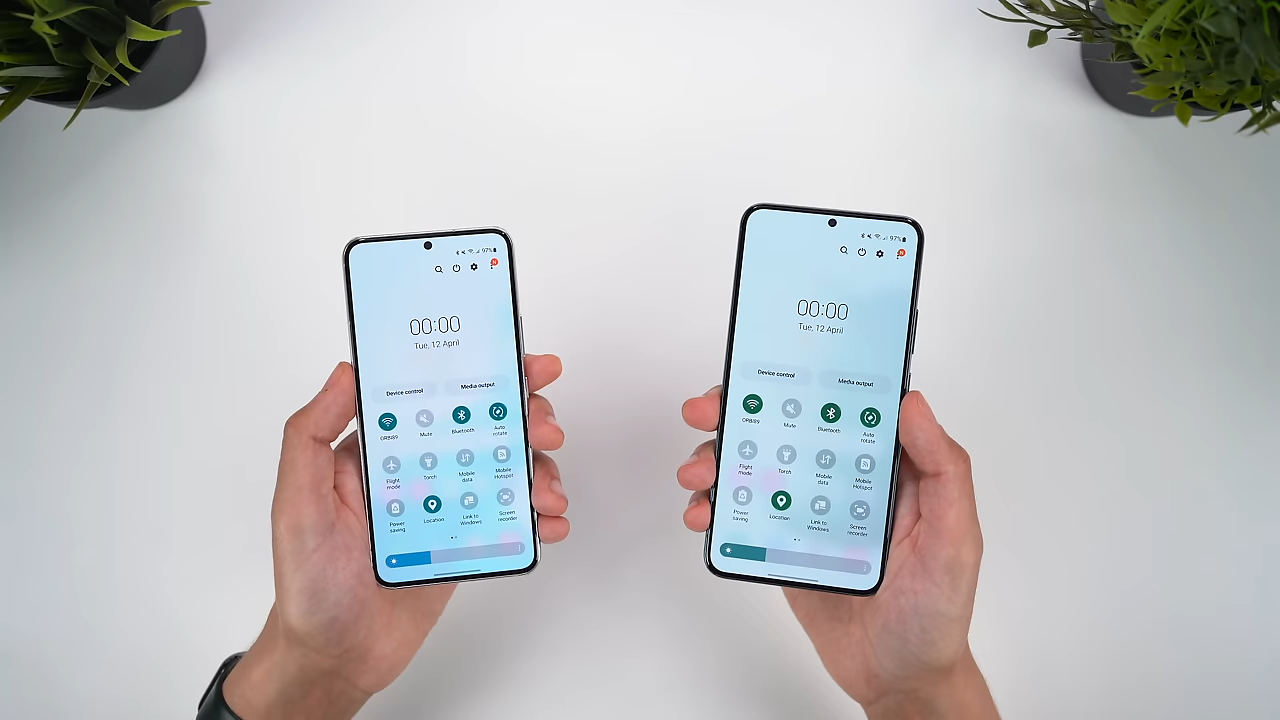 97%
00:00
Tue, 12 April
Device control
Media output
ORBI89
Mute
Bluetooth
Auto
rotate
Flight
mode
Torch
Mobile
data
Mobile
Hotspot
Power
saving
Location
Link to
Windows
Screen
recorder
97%
00:00
Tue, 12 April
Device control
Media output
ORBI89
Mute
Bluetooth
Auto
rotate
Flight
mode
Torch
Mobile
data
Mobile
Hotspot
Power
saving
Location
Link to
Windows
Screen
recorder